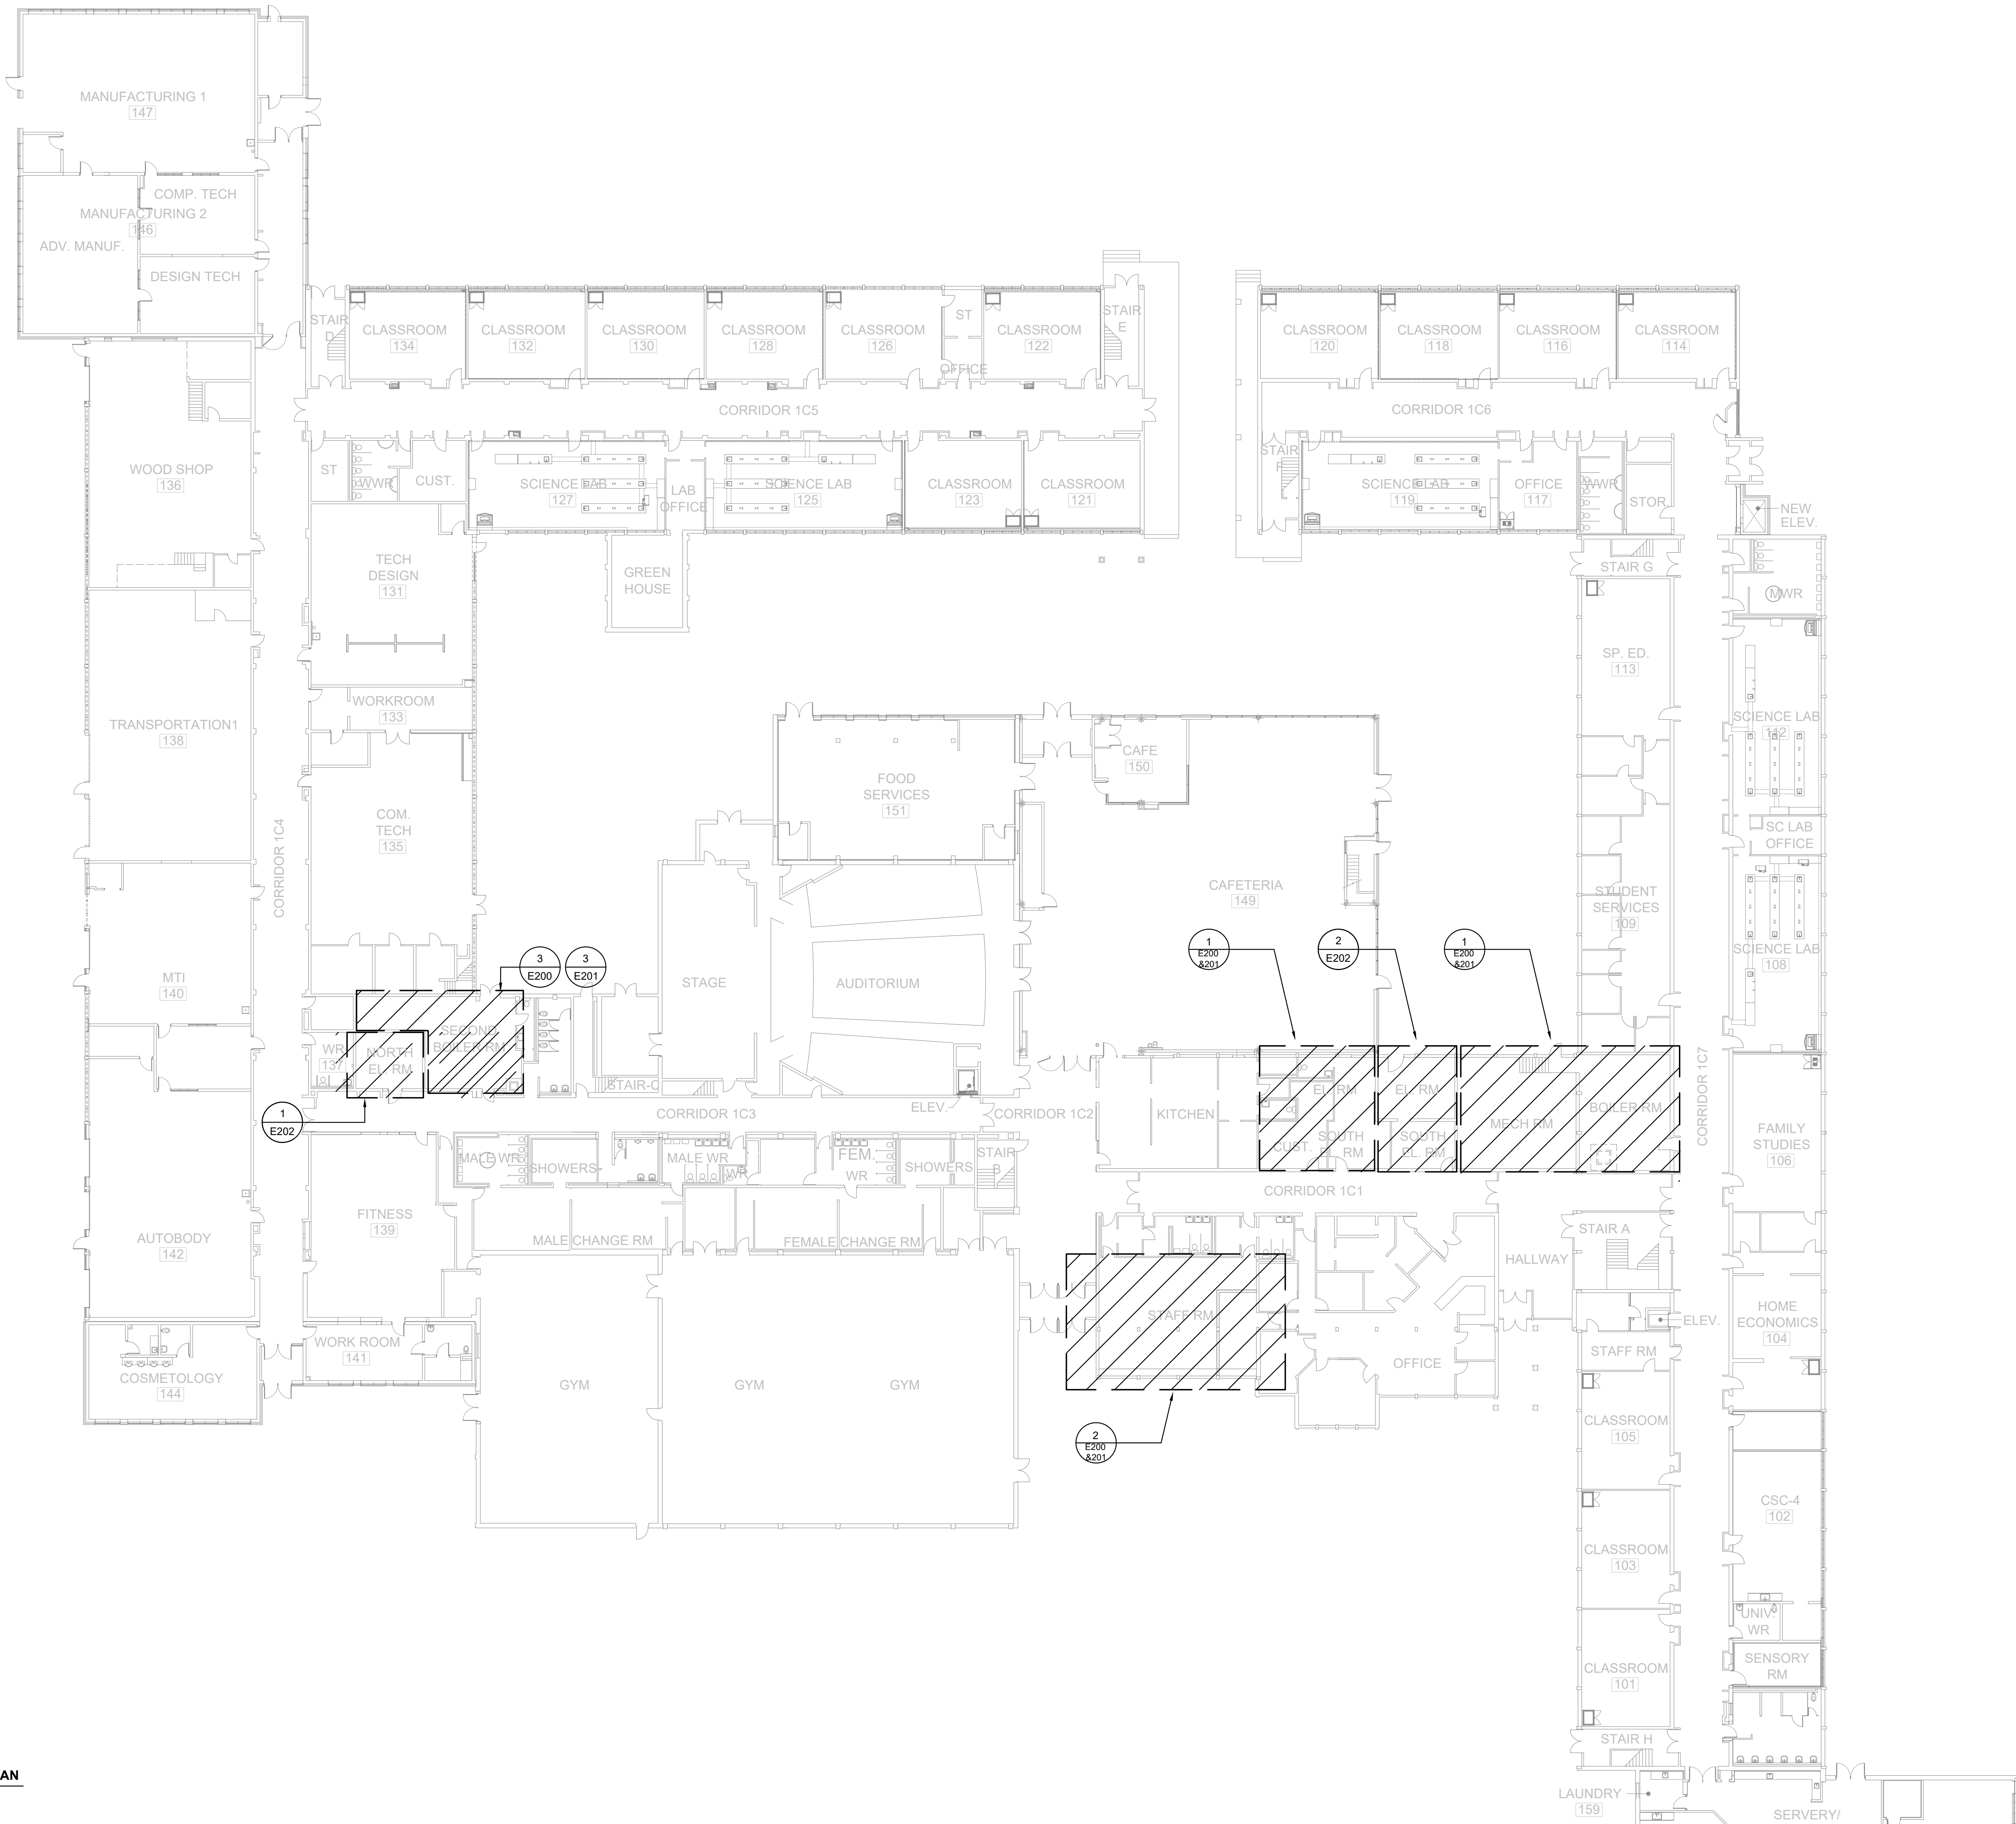 MANUFACTURING 1
147
COMP. TECH
MANUFACTURING 2
146
ADV. MANUF.
DESIGN TECH
STAIR
D
CLASSROOM
134
CLASSROOM
132
CLASSROOM
130
CLASSROOM
128
CLASSROOM
126
ST
OFFICE
CLASSROOM
122
STAIR
E
CLASSROOM
120
CLASSROOM
118
CLASSROOM
116
CLASSROOM
114
CORRIDOR 1C5
CORRIDOR 1C6
WOOD SHOP
136
ST
WWR
CUST.
SCIENCE LAB
127
LAB
OFFICE
SCIENCE LAB
125
CLASSROOM
123
CLASSROOM
121
STAIR
F
SCIENCE LAB
119
OFFICE
117
WWR
STOR.
NEW
ELEV.
TECH
DESIGN
131
GREEN
HOUSE
STAIR G
MWR
SP. ED.
113
WORKROOM
133
TRANSPORTATION1
138
CAFE
150
SCIENCE LAB
112
FOOD
SERVICES
151
COM.
TECH
135
SC LAB
OFFICE
CORRIDOR 1C4
CAFETERIA
149
STUDENT
SERVICES
109
SCIENCE LAB
108
MTI
140
STAGE
AUDITORIUM
3
E200
3
E201
1
E200
&201
2
E202
1
E200
&201
WR
137
NORTH
EL. RM
SECOND
BOILER RM
STAIR-C
ELEV.
1
E202
CORRIDOR 1C3
CORRIDOR 1C2
KITCHEN
EL. RM
CUST.
SOUTH
EL. RM
EL. RM
SOUTH
EL. RM
MECH RM
BOILER RM
CORRIDOR 1C7
FAMILY
STUDIES
106
MALE WR
SHOWERS
MALE WR
WR
FEM.
WR
SHOWERS
STAIR
B
CORRIDOR 1C1
FITNESS
139
MALE CHANGE RM
FEMALE CHANGE RM
AUTOBODY
142
STAIR A
HALLWAY
STAFF RM
HOME
ECONOMICS
104
ELEV.
STAFF RM
OFFICE
WORK ROOM
141
COSMETOLOGY
144
GYM
GYM
GYM
2
E200
&201
CLASSROOM
105
CSC-4
102
CLASSROOM
103
UNIV.
WR
SENSORY
RM
CLASSROOM
101
STAIR H
AN
LAUNDRY
159
SERVERY/